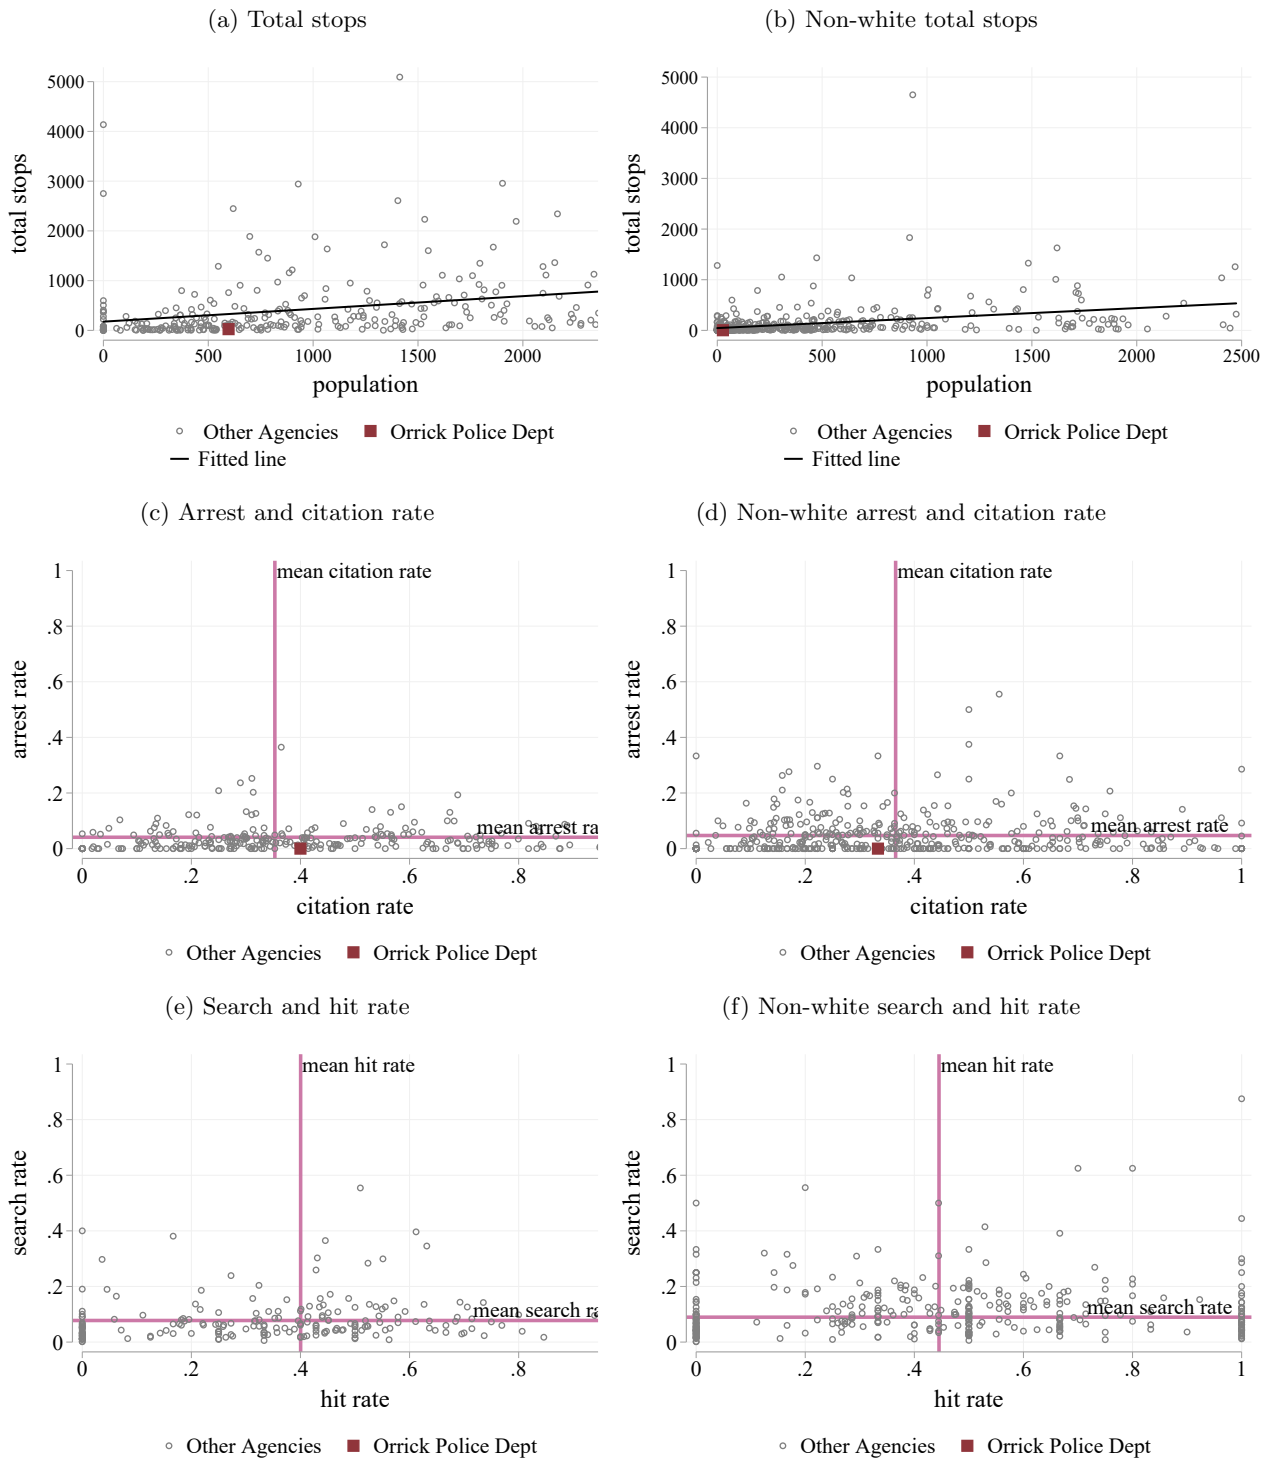 (a) Total stops
(b) Non-white total stops
total stops
5000
4000
3000
2000
1000
0
0 500 1000 1500 2000
population
Other Agencies Orrick Police Dept
Fitted line
total stops
5000
4000
3000
2000
1000
0
0 500 1000 1500 2000 2500
population
Other Agencies Orrick Police Dept
Fitted line
(c) Arrest and citation rate
(d) Non-white arrest and citation rate
arrest rate
1
.8
.6
.4
.2
0
mean citation rate
mean arrest ra
0 .2 .4 .6 .8
citation rate
Other Agencies Orrick Police Dept
arrest rate
1
.8
.6
.4
.2
0
mean citation rate
mean arrest rate
0 .2 .4 .6 .8 1
citation rate
Other Agencies Orrick Police Dept
(e) Search and hit rate
(f) Non-white search and hit rate
search rate
1
.8
.6
.4
.2
0
mean hit rate
mean search ra
0 .2 .4 .6 .8
hit rate
Other Agencies Orrick Police Dept
search rate
1
.8
.6
.4
.2
0
mean hit rate
mean search rate
0 .2 .4 .6 .8 1
hit rate
Other Agencies Orrick Police Dept